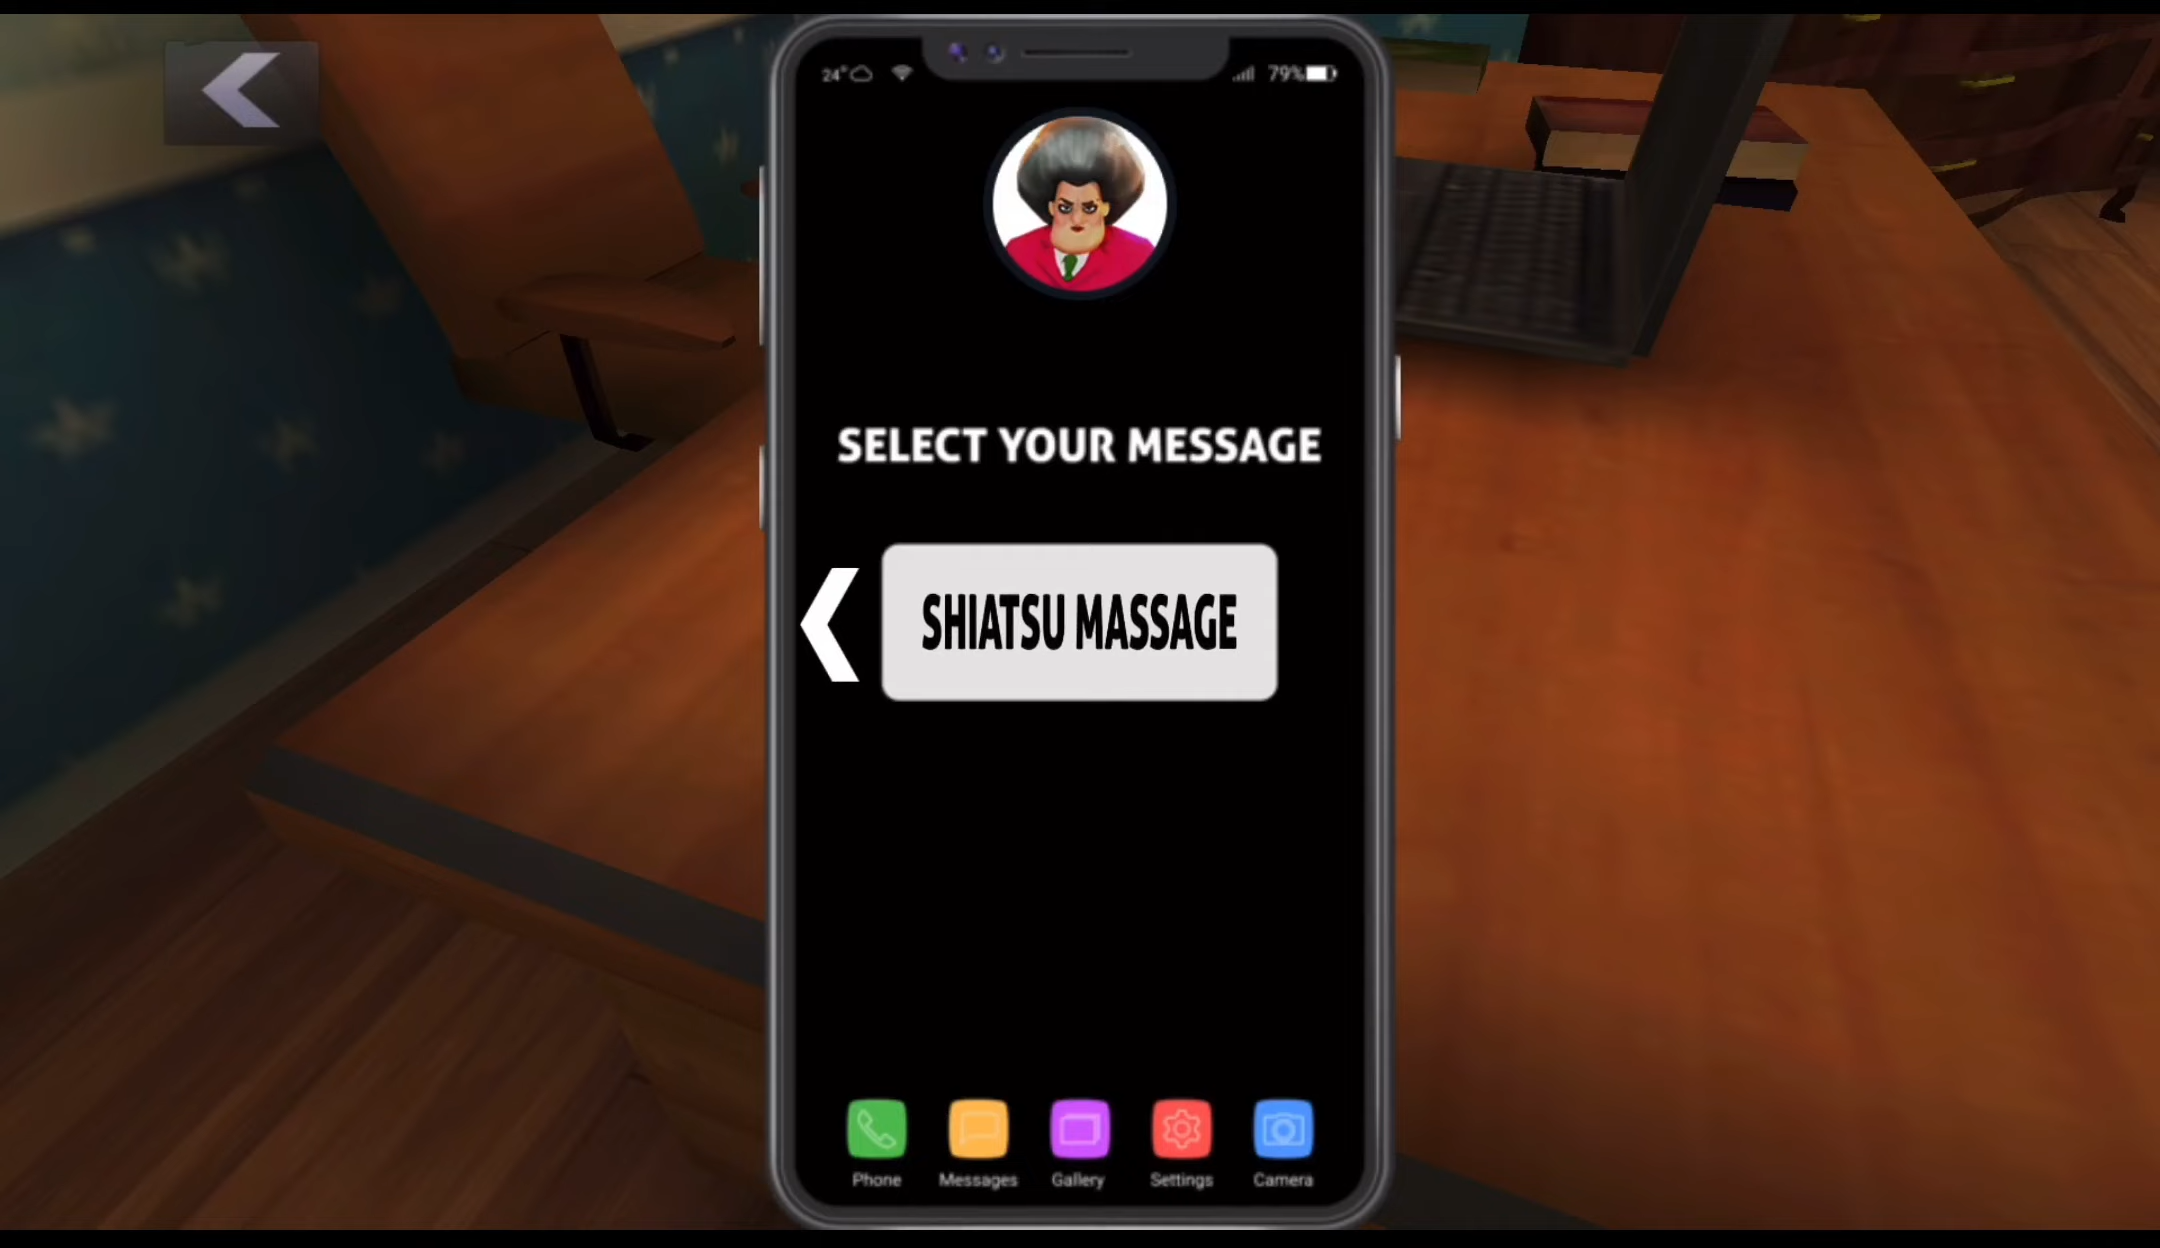 24°
79%
SELECT YOUR MESSAGE
SHIATSU MASSAGE
Phone Messages Gallery Settings Camera